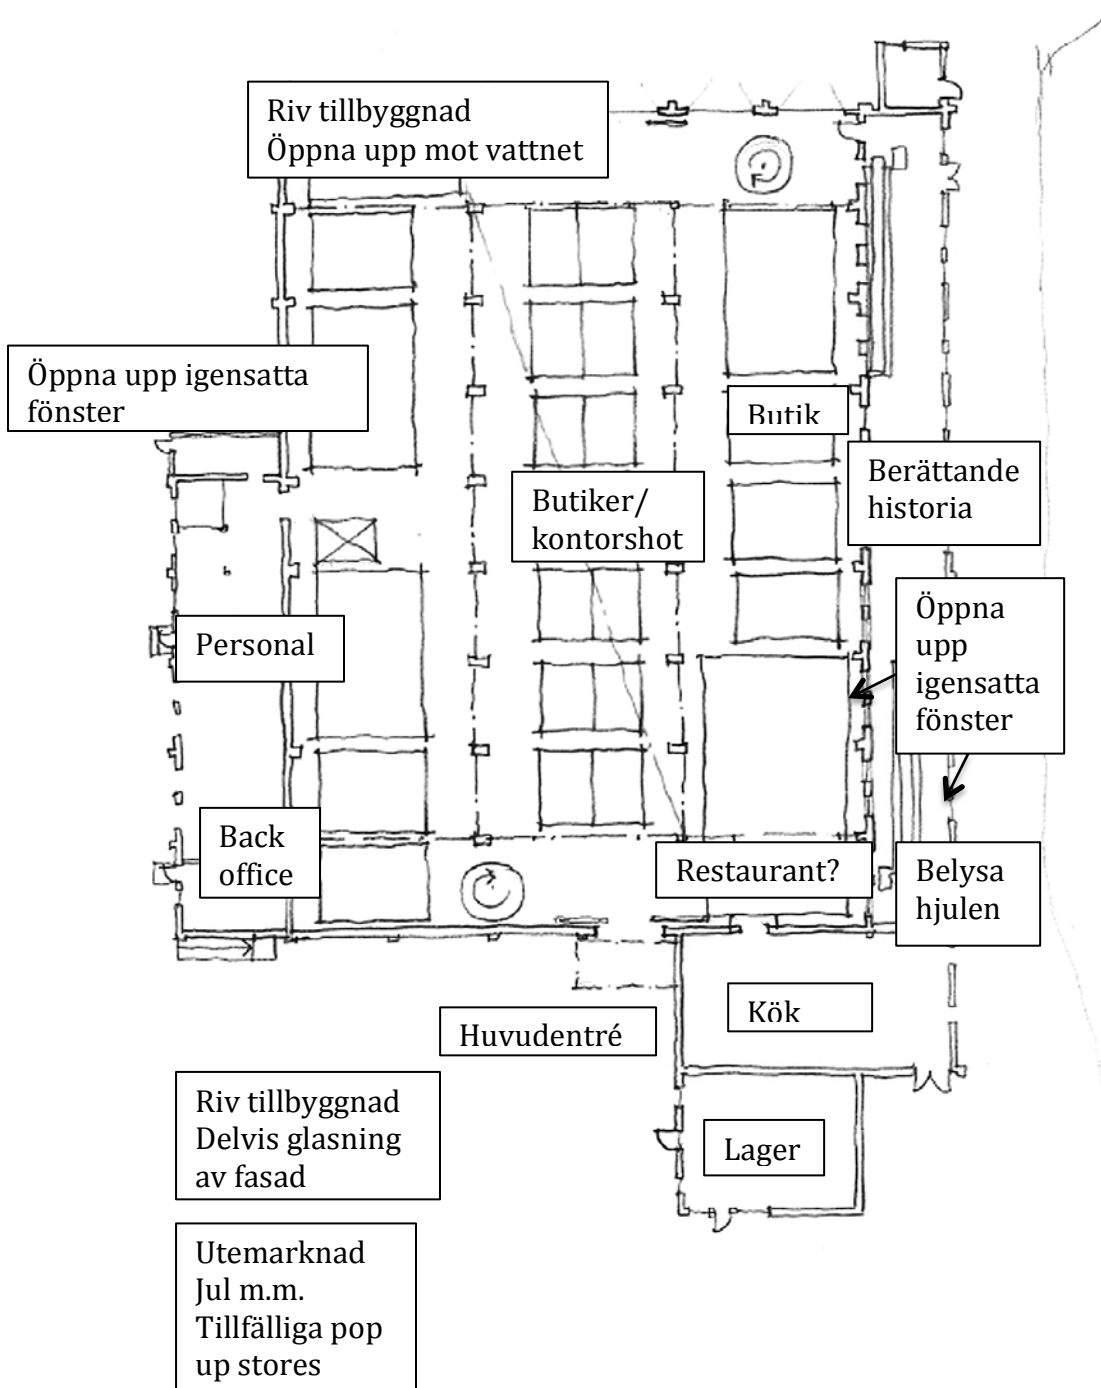 Riv tillbyggnad
Öppna upp mot vattnet
Öppna upp igensatta
fönster
Butik
Berättande
historia
Butiker/
kontorshot
Öppna
upp
igensatta
fönster
Personal
Back
office
Restaurant?
Belysa
hjulen
Kök
Huvudentré
Riv tillbyggnad
Delvis glasning
av fasad
Lager
Utemarknad
Jul m.m.
Tillfälliga pop
up stores